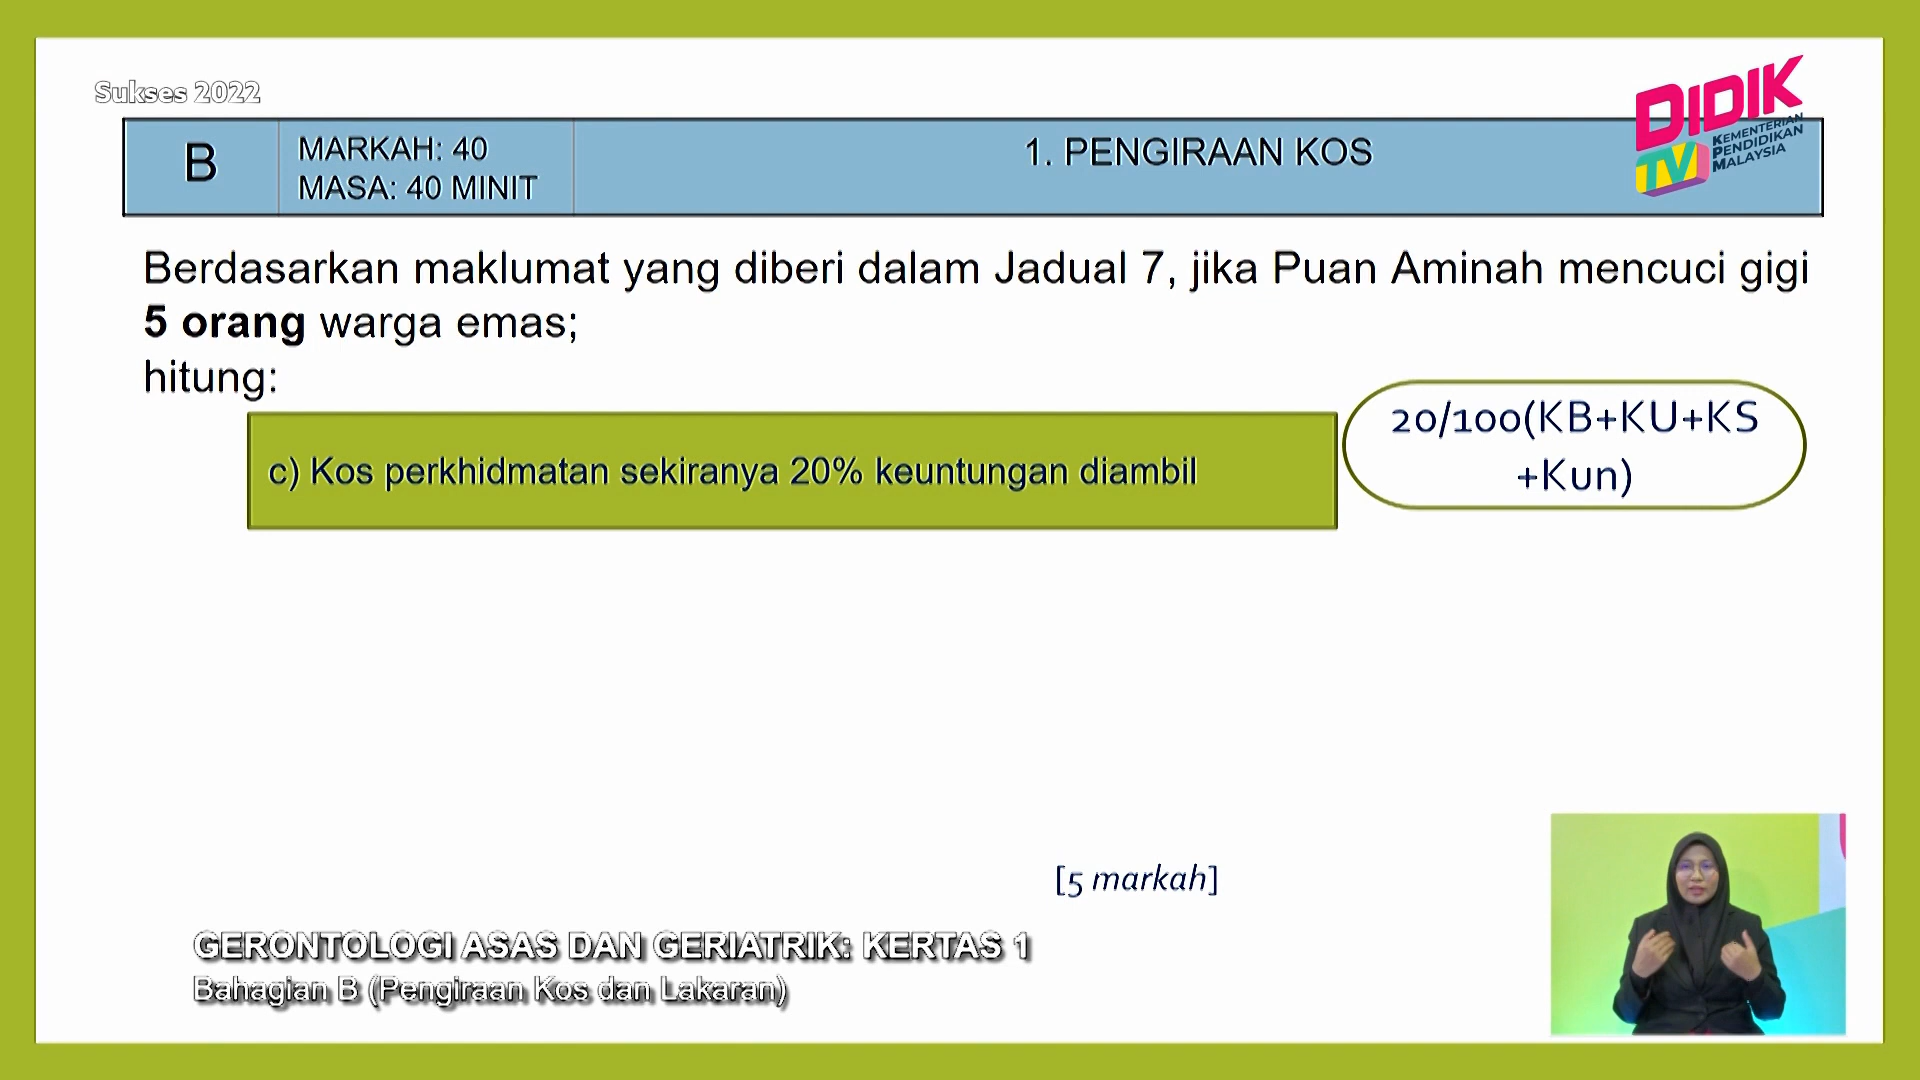 Sukses 2022
DIDIK
TV
KEMENTERIAN
PENDIDIKAN
MALAYSIA
B
MARKAH: 40
MASA: 40 MINIT
1. PENGIRAAN KOS
Berdasarkan maklumat yang diberi dalam Jadual 7, jika Puan Aminah mencuci gigi
5 orang warga emas;
hitung:
c) Kos perkhidmatan sekiranya 20% keuntungan diambil
20/100(KB+KU+KS
+Kun)
[5 markah]
GERONTOLOGI ASAS DAN GERIATRIK: KERTAS 1
Bahagian B (Pengiraan Kos dan Lakaran)